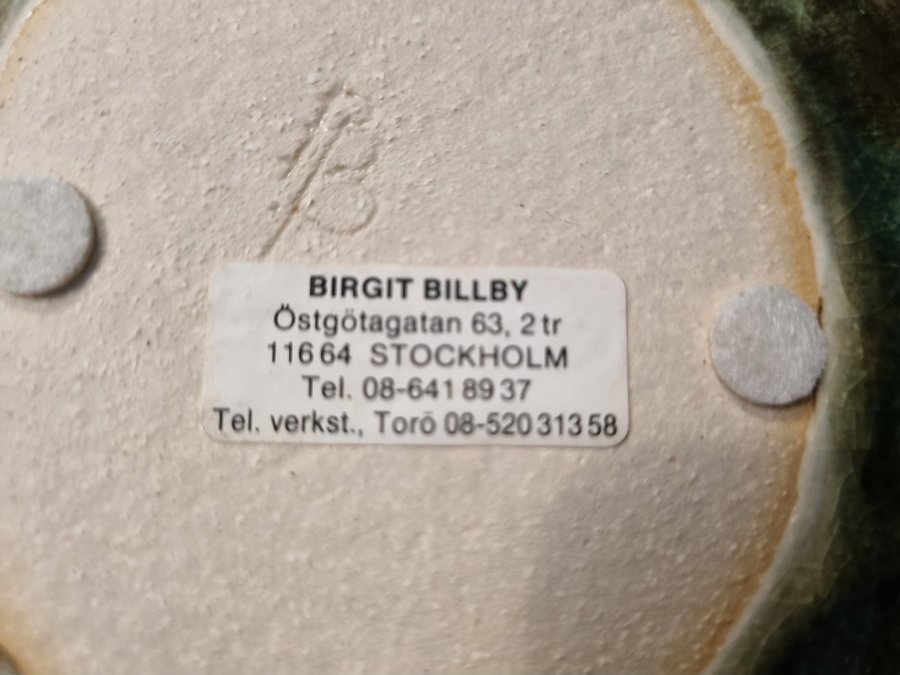 BIRGIT BILLBY
Östgötagatan 63, 2 tr
116 64 STOCKHOLM
Tel. 08-641 89 37
Tel. verkst., Torö 08-520 313 58